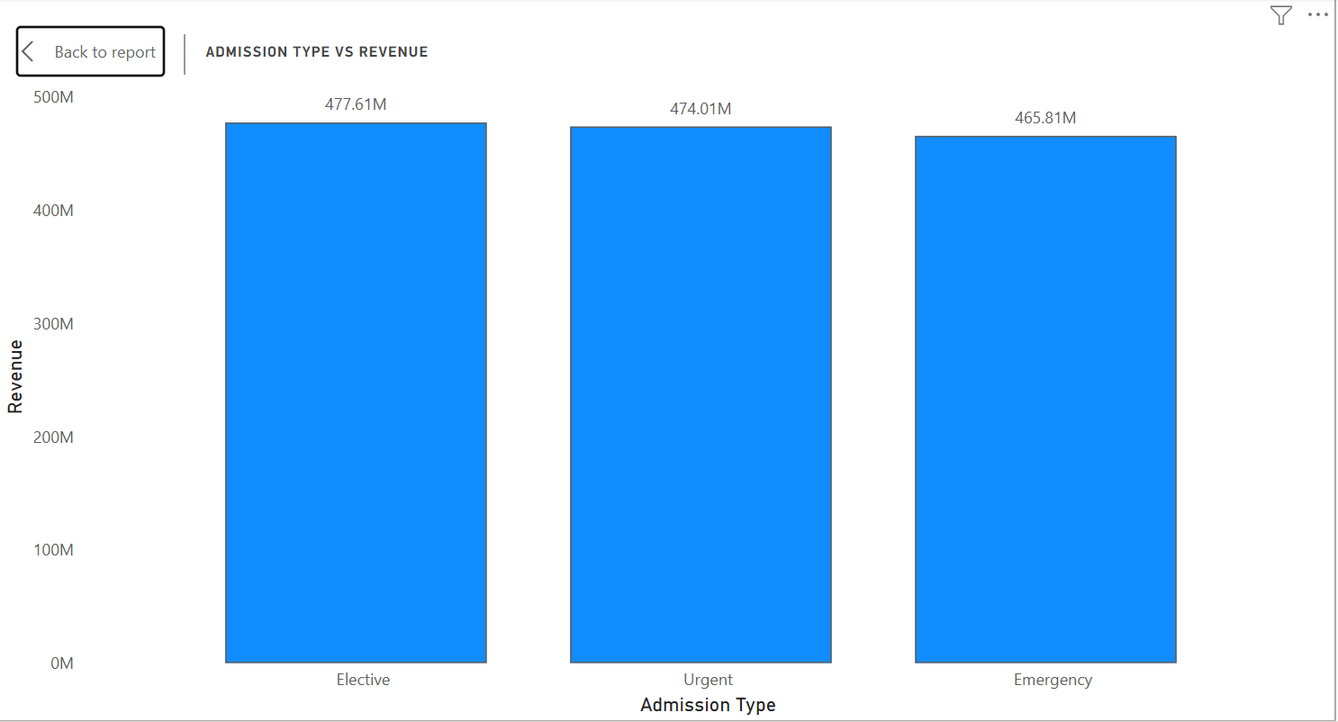 Back to report
ADMISSION TYPE VS REVENUE
500M
400M
300M
200M
100M
0M
Revenue
477.61M
474.01M
465.81M
Elective
Urgent
Emergency
Admission Type